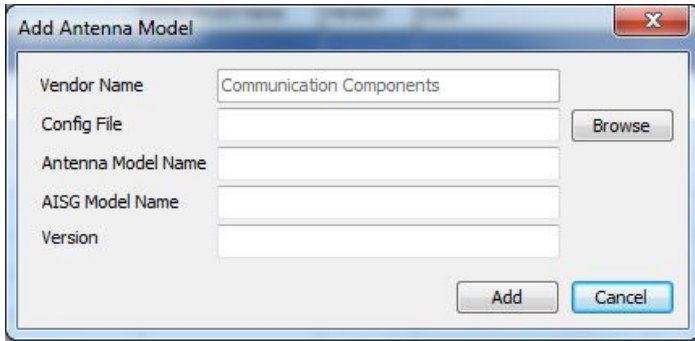 Add Antenna Model
Vendor Name Communication Components
Config File Browse
Antenna Model Name
AISG Model Name
Version
Add Cancel